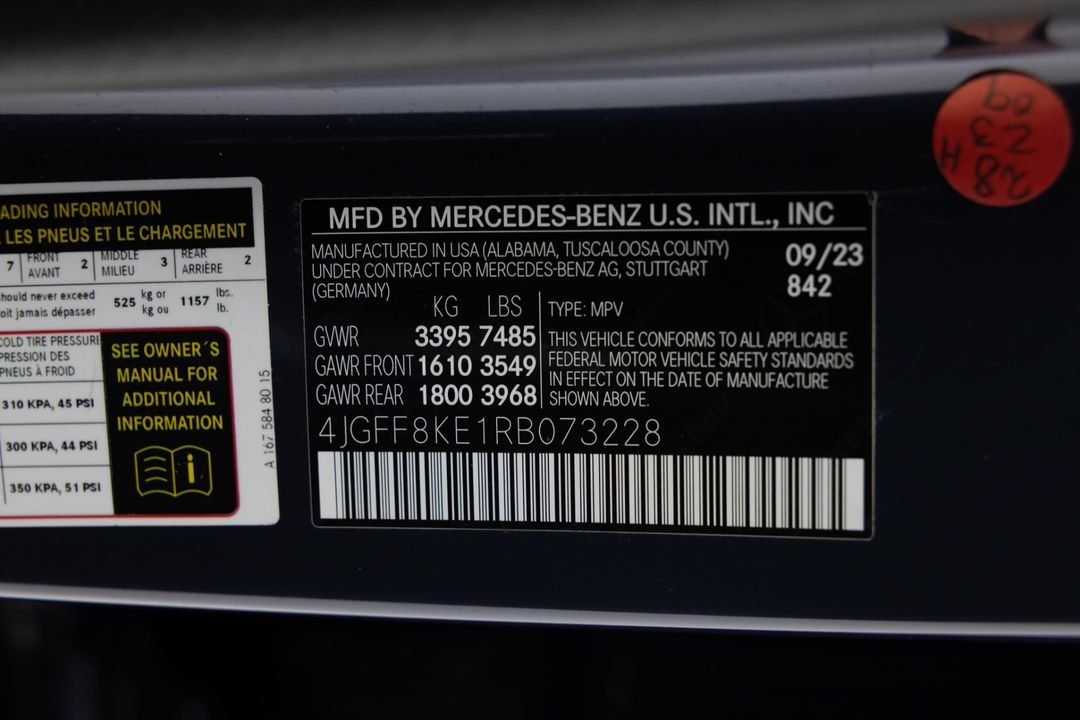 ADING INFORMATION
LES PNEUS ET LE CHARGEMENT
7 FRONT AVANT 2 MIDDLE MILIEU 3 REAR ARRIÈRE 2
hould never exceed
oit jamais dépasser
525 kg or kg ou 1157 lbs. lb.
COLD TIRE PRESSURE
PRESSION DES
PNEUS À FROID
310 KPA, 45 PSI
300 KPA, 44 PSI
350 KPA, 51 PSI
SEE OWNER´S
MANUAL FOR
ADDITIONAL
INFORMATION
i
A 167 584 80 15
MFD BY MERCEDES-BENZ U.S. INTL., INC
MANUFACTURED IN USA (ALABAMA, TUSCALOOSA COUNTY)
UNDER CONTRACT FOR MERCEDES-BENZ AG, STUTTGART
(GERMANY)
09/23
842
KG LBS
GVWR 3395 7485
GAWR FRONT 1610 3549
GAWR REAR 1800 3968
TYPE: MPV
THIS VEHICLE CONFORMS TO ALL APPLICABLE
FEDERAL MOTOR VEHICLE SAFETY STANDARDS
IN EFFECT ON THE DATE OF MANUFACTURE
SHOWN ABOVE.
4JGFF8KE1RB073228